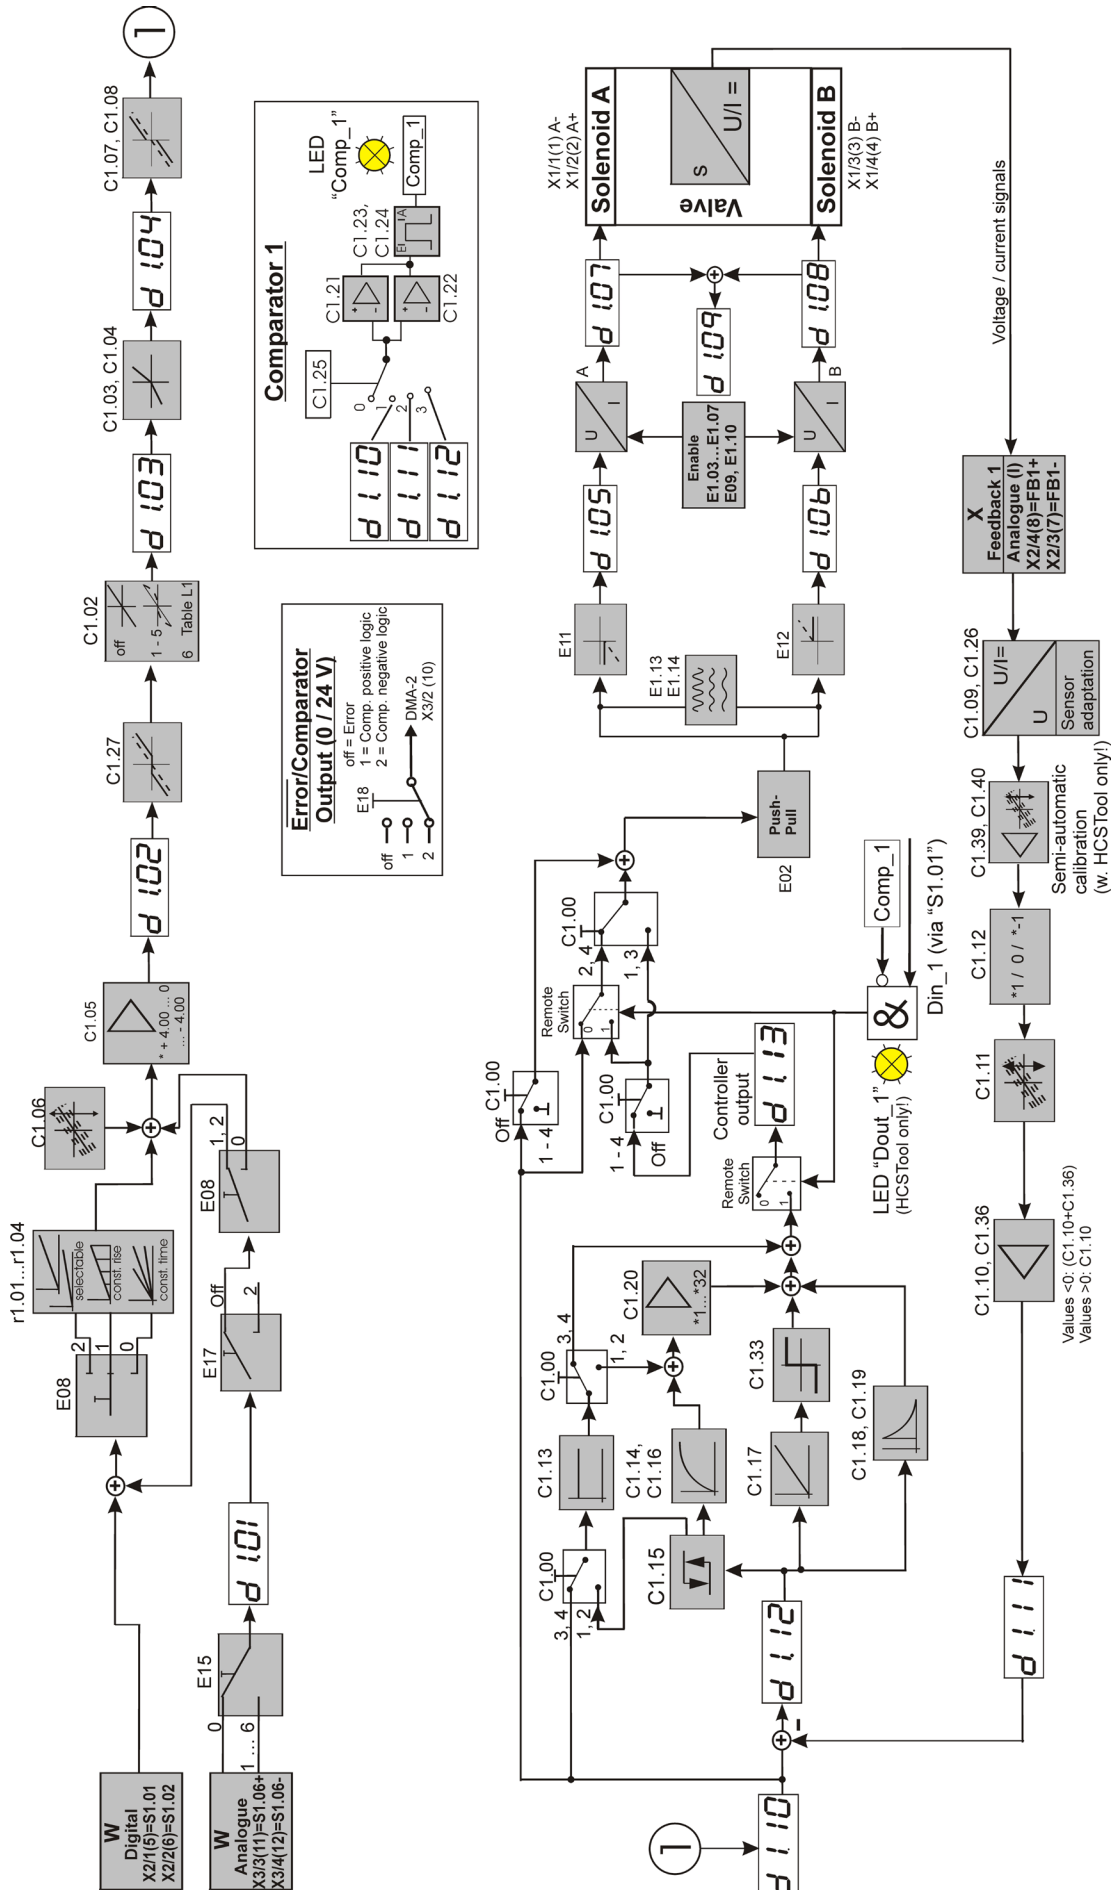 W
Digital
X2/1(5)=S1.01
X2/2(6)=S1.02
W
Analogue
X3/3(11)=S1.06+
X3/4(12)=S1.06-
0
1 ... 6
E15
d 1.01
E08
2
1
0
r1.01...r1.04
selectable
const. rise
const. time
E17
Off
2
E08
1, 2
0
C1.06
C1.05
* + 4.00 ... 0
... - 4.00
d 1.02
C1.27
C1.02
off
1 - 5
6 Table L1
d 1.03
C1.03, C1.04
d 1.04
C1.07, C1.08
1
Error/Comparator
Output (0 / 24 V)
off = Error
1 = Comp. positive logic
2 = Comp. negative logic
E18
off
1
2
DMA-2
X3/2 (10)
Comparator 1
d 1.10
d 1.11
d 1.12
C1.25
0
1
2
3
C1.21
C1.22
+
-
+
-
C1.23,
C1.24
E
A
LED
“Comp_1”
Comp_1
1
d 1.10
d 1.12
-
C1.00
3, 4
1, 2
C1.13
C1.00
3, 4
1, 2
C1.15
C1.14,
C1.16
C1.20
*1...*32
C1.17
C1.33
C1.18, C1.19
Remote
Switch
0
1
Controller
output
d 1.13
C1.00
Off
1 - 4
C1.00
1 - 4
Off
Remote
Switch
0
1
C1.00
2, 4
1, 3
LED “Dout_1”
(HCSTool only!)
&
Comp_1
Din_1 (via “S1.01”)
Push-
Pull
E02
E1.13
E1.14
E11
E12
d 1.05
d 1.06
U
I
A
U
I
B
Enable
E1.03...E1.07
E09, E1.10
d 1.07
d 1.09
d 1.08
X1/1(1) A-
X1/2(2) A+
Solenoid A
Valve
s
U/I =
Solenoid B
X1/3(3) B-
X1/4(4) B+
Voltage / current signals
X
Feedback 1
Analogue (I)
X2/4(8)=FB1+
X2/3(7)=FB1-
C1.09, C1.26
U/I=
U
Sensor
adaptation
C1.39, C1.40
Semi-automatic
calibration
(w. HCSTool only!)
C1.12
*1 / 0 / *-1
C1.11
C1.10, C1.36
Values <0: (C1.10+C1.36)
Values >0: C1.10
d 1.11